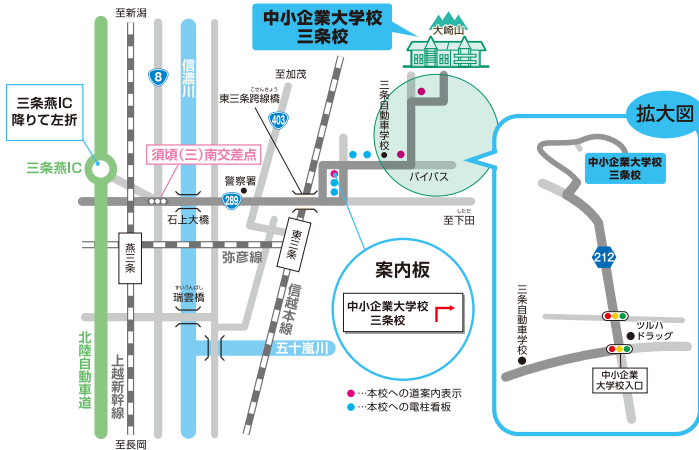 至新潟
中小企業大学校
三条校
大崎山
8
信濃川
至加茂
こせんきょう
東三条跨線橋
403
三条自動車学校
三条燕IC
降りて左折
三条燕IC
須頃(三)南交差点
警察署
289
バイパス
石上大橋
しただ
至下田
燕三条
東三条
弥彦線
ずいうんばし
瑞雲橋
信越本線
五十嵐川
北陸自動車道
上越新幹線
至長岡
案内板
中小企業大学校
三条校
●…本校への道案内表示
●…本校への電柱看板
拡大図
中小企業大学校
三条校
212
三条自動車学校
ツルハ
ドラッグ
中小企業
大学校入口